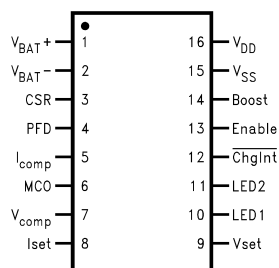 VBAT+ 1 16 VDD
VBAT− 2 15 VSS
CSR 3 14 Boost
PFD 4 13 Enable
Icomp 5 12 ChgInt
MCO 6 11 LED2
Vcomp 7 10 LED1
Iset 8 9 Vset